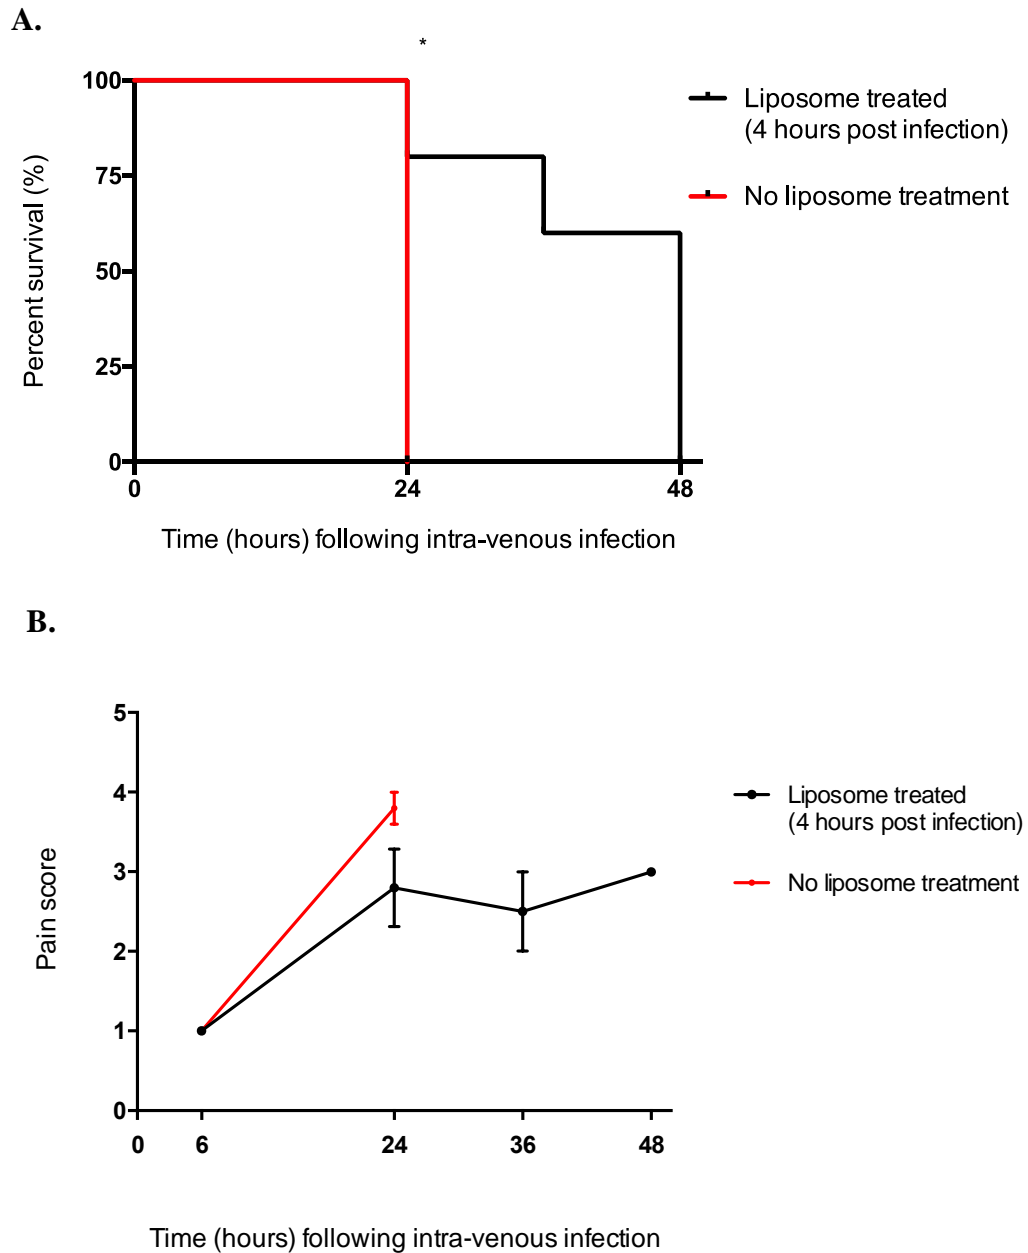 A.
*
100
75
50
25
0
0 24 48
Percent survival (%)
Time (hours) following intra-venous infection
Liposome treated
(4 hours post infection)
No liposome treatment
B.
5
4
3
2
1
0
0 6 24 36 48
Pain score
Time (hours) following intra-venous infection
Liposome treated
(4 hours post infection)
No liposome treatment